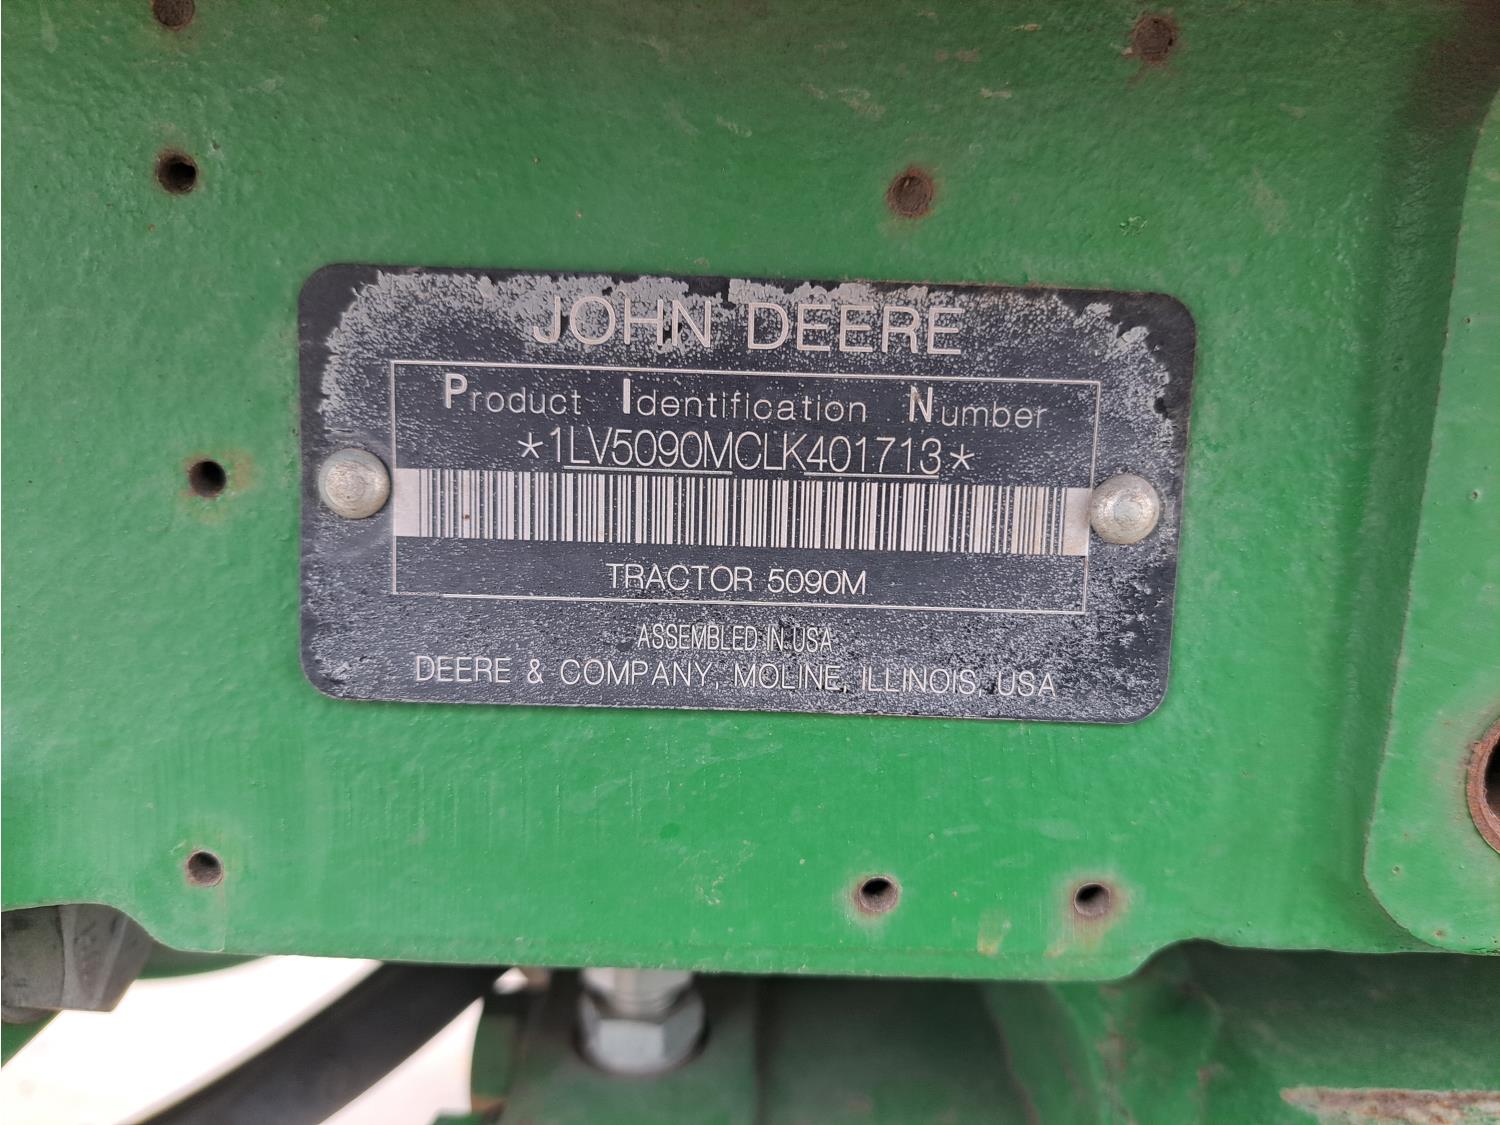 JOHN DEERE
Product Identification Number
*1LV5090MCLK401713*
TRACTOR 5090M
ASSEMBLED IN USA
DEERE & COMPANY, MOLINE, ILLINOIS, USA